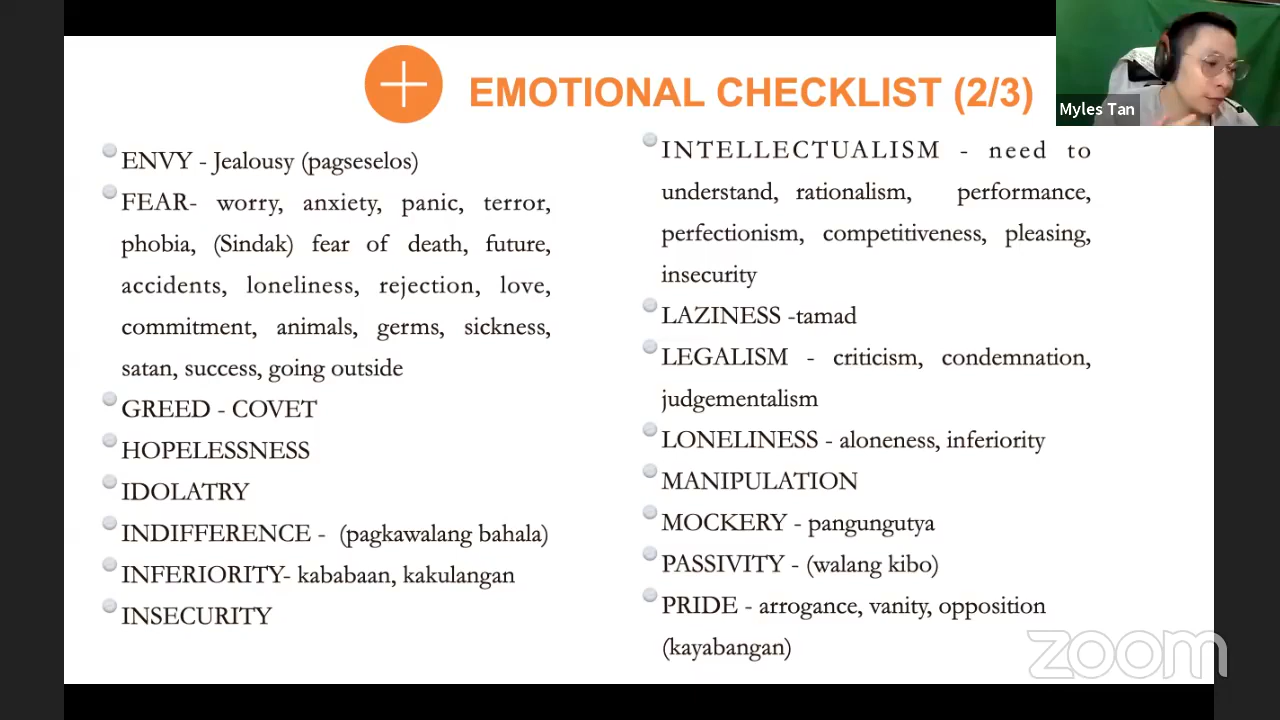 EMOTIONAL CHECKLIST (2/3)
Myles Tan
ENVY - Jealousy (pagseselos)
FEAR- worry, anxiety, panic, terror,
phobia, (Sindak) fear of death, future,
accidents, loneliness, rejection, love,
commitment, animals, germs, sickness,
satan, success, going outside
GREED - COVET
HOPELESSNESS
IDOLATRY
INDIFFERENCE - (pagkawalang bahala)
INFERIORITY- kababaan, kakulangan
INSECURITY
INTELLECTUALISM - need to
understand, rationalism, performance,
perfectionism, competitiveness, pleasing,
insecurity
LAZINESS -tamad
LEGALISM - criticism, condemnation,
judgementalism
LONELINESS - aloneness, inferiority
MANIPULATION
MOCKERY - pangungutya
PASSIVITY - (walang kibo)
PRIDE - arrogance, vanity, opposition
(kayabangan)
zoom